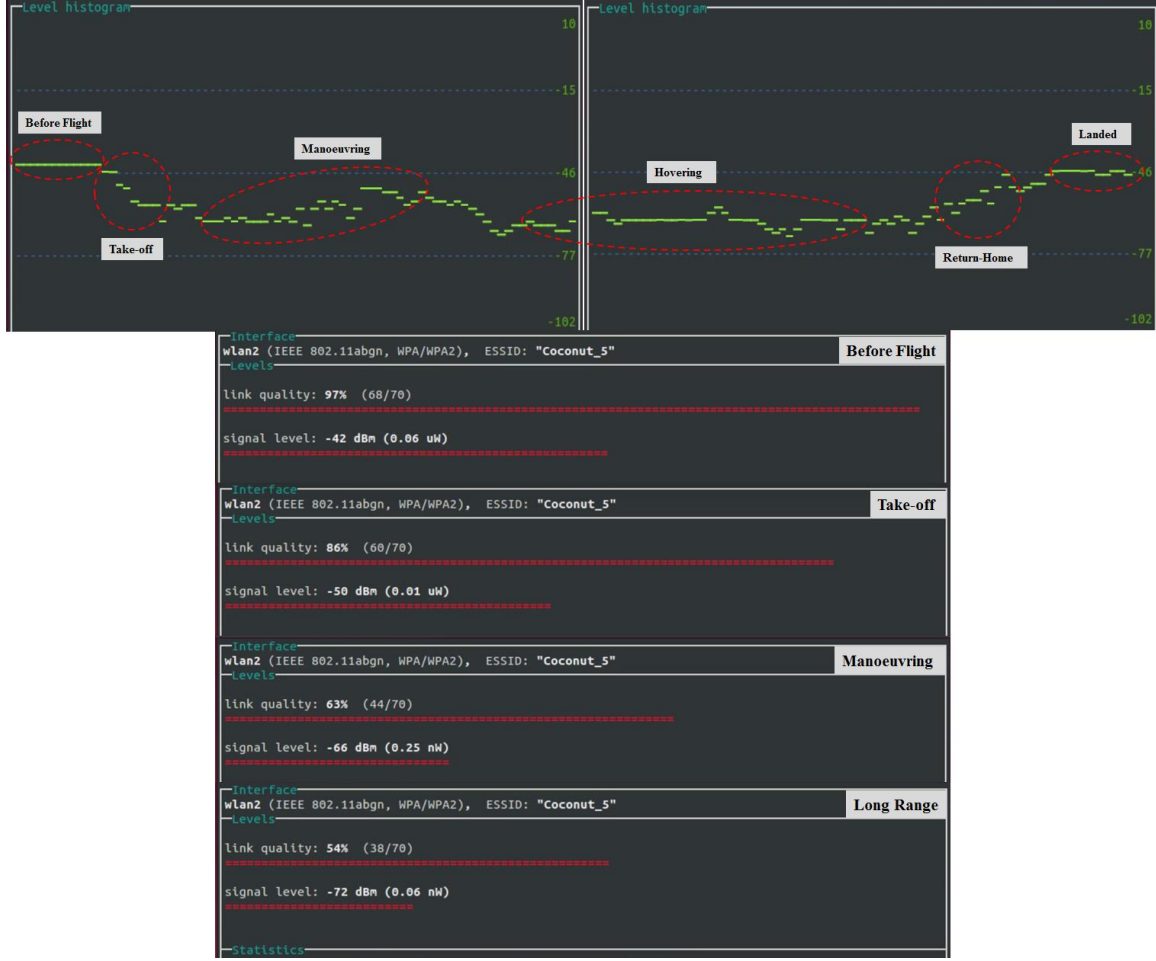 Level histogram
10
-15
Before Flight
Manoeuvring
-46
Take-off
-77
-102
Level histogram
10
-15
Landed
Hovering
-46
Return-Home
-77
-102
Interface
wlan2 (IEEE 802.11abgn, WPA/WPA2), ESSID: "Coconut_5"
Before Flight
Levels
link quality: 97% (68/70)
signal level: -42 dBm (0.06 uW)
Interface
wlan2 (IEEE 802.11abgn, WPA/WPA2), ESSID: "Coconut_5"
Take-off
Levels
link quality: 86% (60/70)
signal level: -50 dBm (0.01 uW)
Interface
wlan2 (IEEE 802.11abgn, WPA/WPA2), ESSID: "Coconut_5"
Manoeuvring
Levels
link quality: 63% (44/70)
signal level: -66 dBm (0.25 nW)
Interface
wlan2 (IEEE 802.11abgn, WPA/WPA2), ESSID: "Coconut_5"
Long Range
Levels
link quality: 54% (38/70)
signal level: -72 dBm (0.06 nW)
Statistics